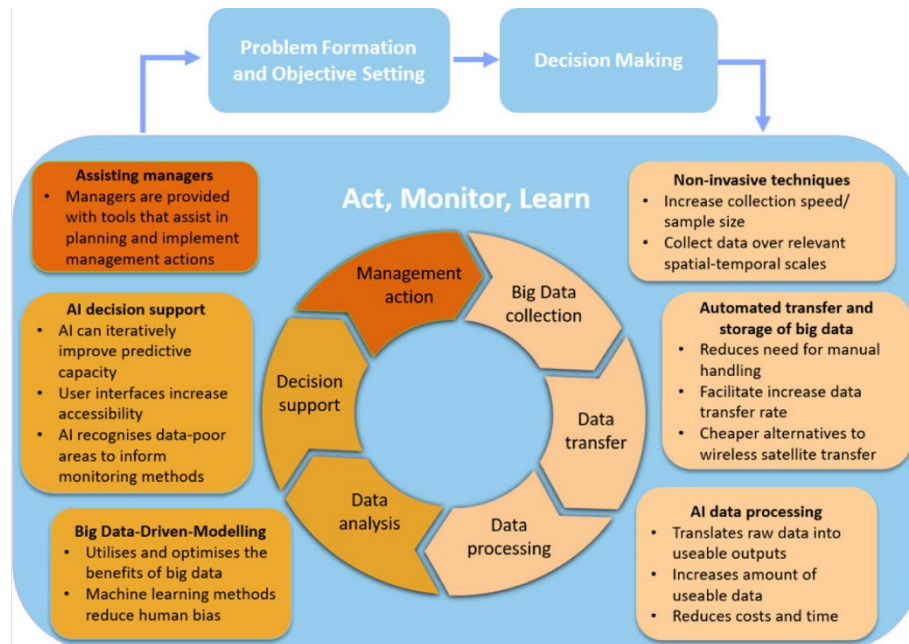 Problem Formation
and Objective Setting
Decision Making
Act, Monitor, Learn
Assisting managers
• Managers are provided
with tools that assist in
planning and implement
management actions
AI decision support
• AI can iteratively
improve predictive
capacity
• User interfaces increase
accessibility
• AI recognises data-poor
areas to inform
monitoring methods
Big Data-Driven-Modelling
• Utilises and optimises the
benefits of big data
• Machine learning methods
reduce human bias
Management
action
Big Data
collection
Data
transfer
Data
processing
Data
analysis
Decision
support
Non-invasive techniques
• Increase collection speed/
sample size
• Collect data over relevant
spatial-temporal scales
Automated transfer and
storage of big data
• Reduces need for manual
handling
• Facilitate increase data
transfer rate
• Cheaper alternatives to
wireless satellite transfer
AI data processing
• Translates raw data into
useable outputs
• Increases amount of
useable data
• Reduces costs and time